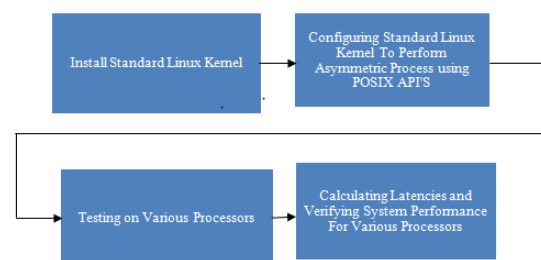 Install Standard Linux Kernel
Configuring Standard Linux
Kernel To Perform
Asymmetric Process using
POSIX API'S
Testing on Various Processors
Calculating Latencies and
Verifying System Performance
For Various Processors